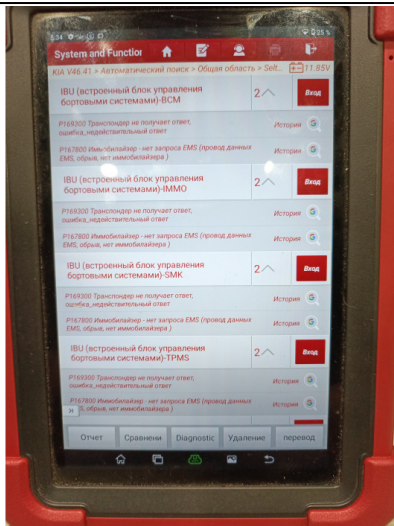 System and Function
KIA V46.41 > Автоматический поиск > Общая область > Selt... 11.85V
IBU (встроенный блок управления
бортовыми системами)-BCM
2
Вход
P169300 Транспондер не получает ответ,
ошибка_недействительный ответ
История
P167800 Иммобилайзер - нет запроса EMS (провод данных
EMS, обрыв, нет иммобилайзера )
История
IBU (встроенный блок управления
бортовыми системами)-IMMO
2
Вход
P169300 Транспондер не получает ответ,
ошибка_недействительный ответ
История
P167800 Иммобилайзер - нет запроса EMS (провод данных
EMS, обрыв, нет иммобилайзера )
История
IBU (встроенный блок управления
бортовыми системами)-SMK
2
Вход
P169300 Транспондер не получает ответ,
ошибка_недействительный ответ
История
P167800 Иммобилайзер - нет запроса EMS (провод данных
EMS, обрыв, нет иммобилайзера )
История
IBU (встроенный блок управления
бортовыми системами)-TPMS
2
Вход
P169300 Транспондер не получает ответ,
ошибка_недействительный ответ
История
P167800 Иммобилайзер - нет запроса EMS (провод данных
S, обрыв, нет иммобилайзера )
История
Отчет Сравнени Diagnostic Удаление перевод